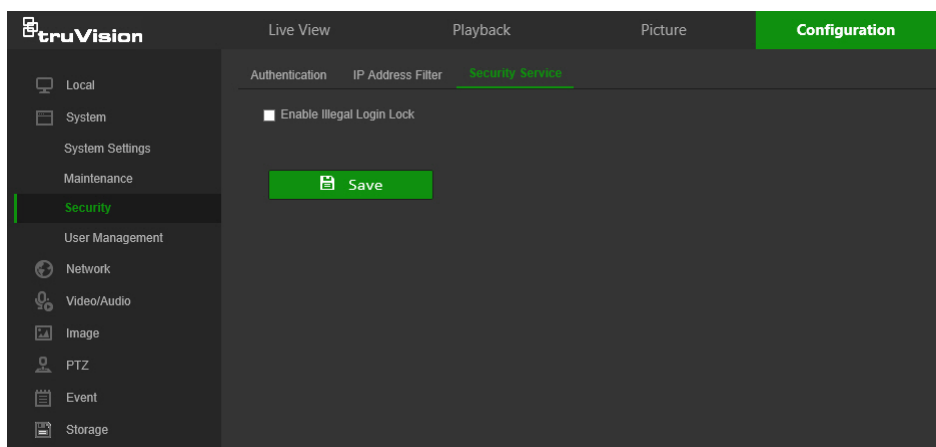 truVision
Live View
Playback
Picture
Configuration
Local
System
System Settings
Maintenance
Security
User Management
Network
Video/Audio
Image
PTZ
Event
Storage
Authentication
IP Address Filter
Security Service
Enable Illegal Login Lock
Save